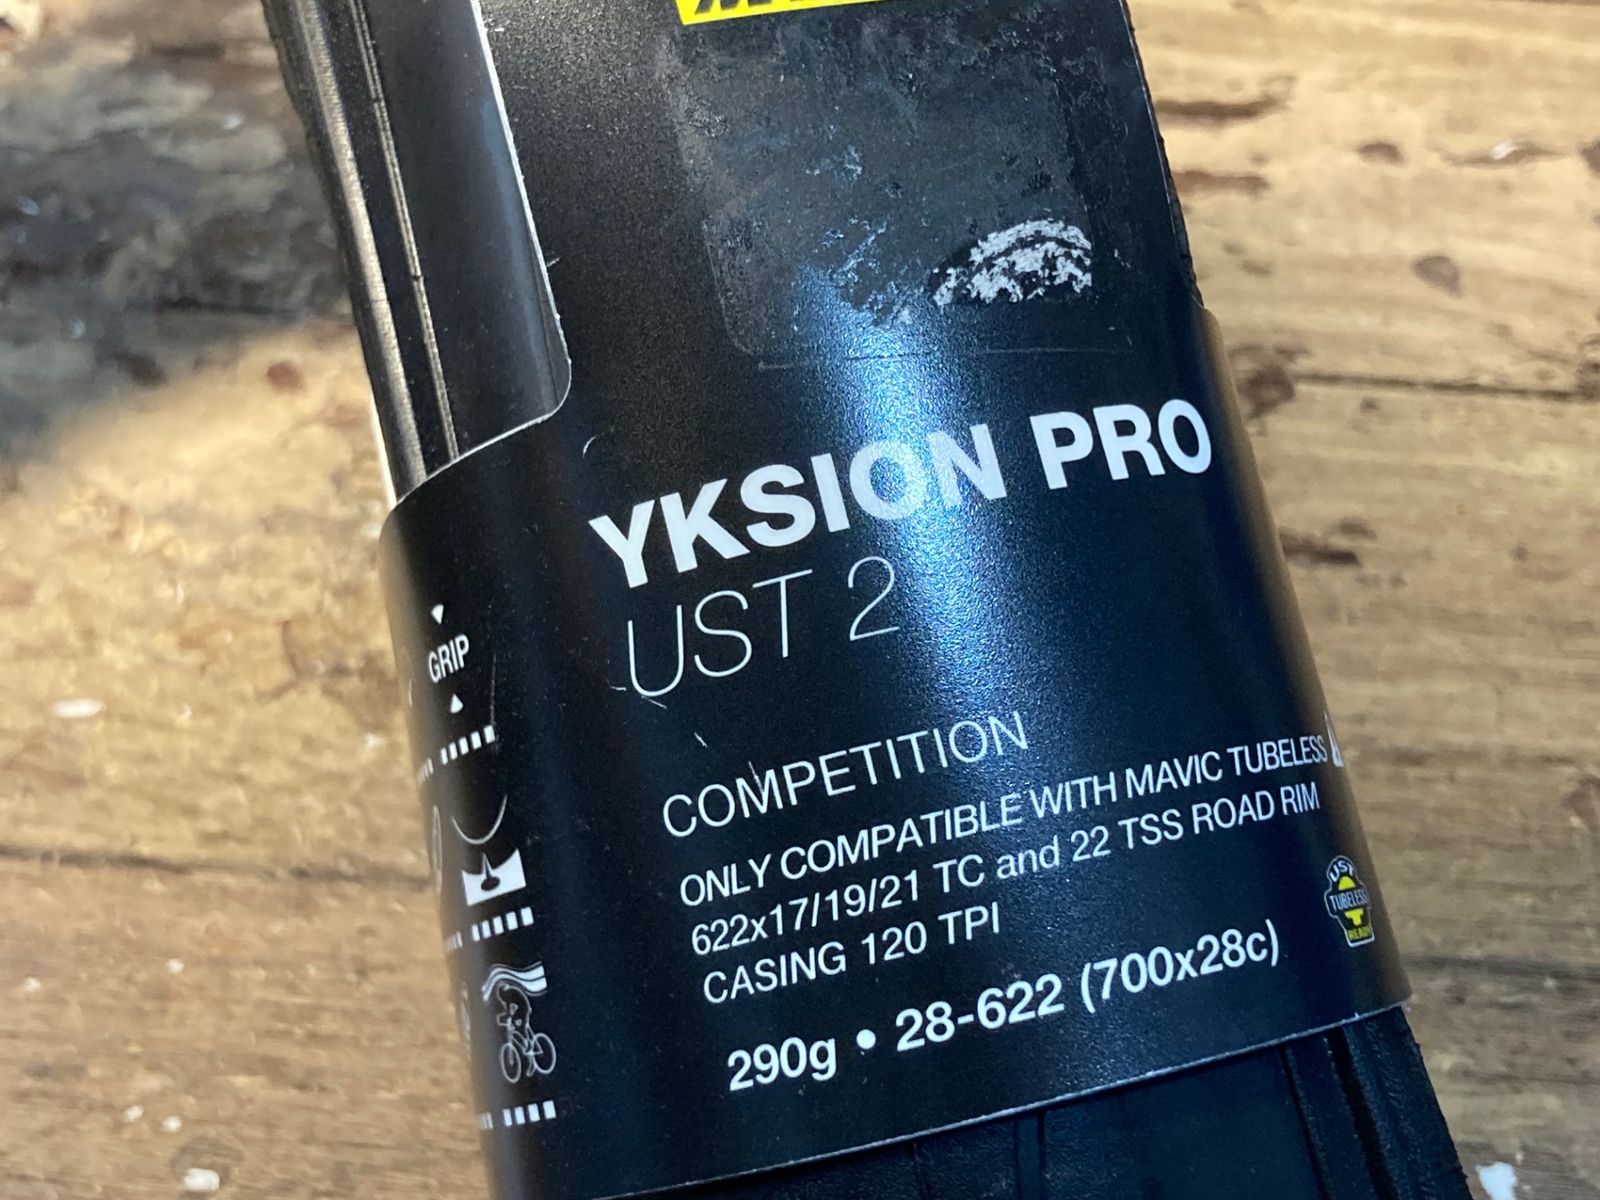 YKSION PRO
UST 2
COMPETITION
ONLY COMPATIBLE WITH MAVIC TUBELESS
622x17/19/21 TC and 22 TSS ROAD RIM
CASING 120 TPI
290g • 28-622 (700x28c)
GRIP
UST
TUBELESS
READY